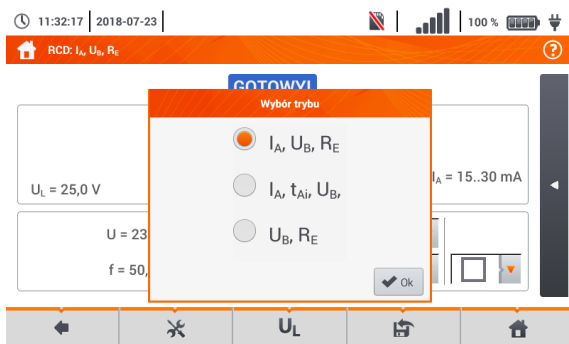 11:32:17 2018-07-23 100 %
RCD: IA, UB, RE
GOTOWY!
Wybór trybu
IA, UB, RE
IA, tAi, UB,
UB, RE
UL = 25,0 V
IA = 15..30 mA
U = 23
f = 50,
Ok
UL